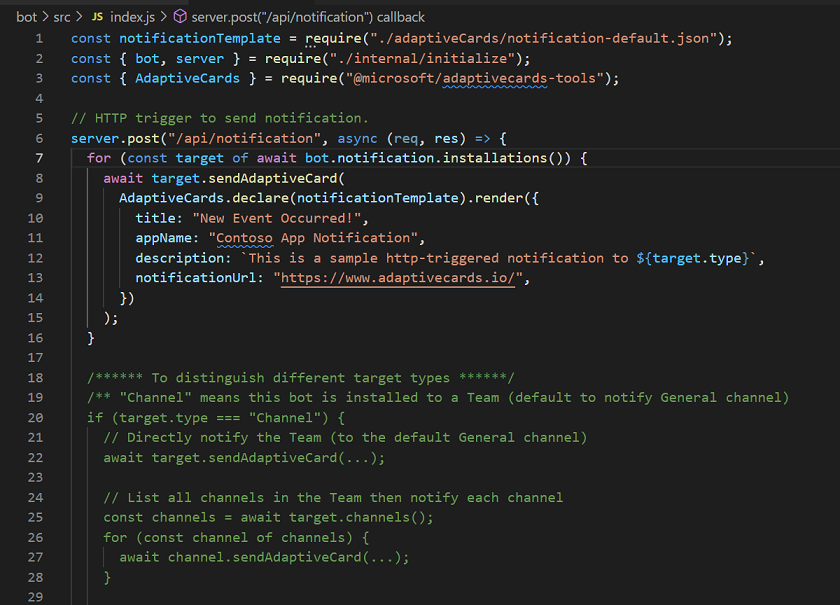 bot > src > JS index.js > server.post("/api/notification") callback
1 const notificationTemplate = require("./adaptiveCards/notification-default.json");
2 const { bot, server } = require("./internal/initialize");
3 const { AdaptiveCards } = require("@microsoft/adaptivecards-tools");
4
5 // HTTP trigger to send notification.
6 server.post("/api/notification", async (req, res) => {
7   for (const target of await bot.notification.installations()) {
8     await target.sendAdaptiveCard(
9       AdaptiveCards.declare(notificationTemplate).render({
10         title: "New Event Occurred!",
11         appName: "Contoso App Notification",
12         description: `This is a sample http-triggered notification to ${target.type}`,
13         notificationUrl: "https://www.adaptivecards.io/",
14       })
15     );
16   }
17
18   /****** To distinguish different target types ******/
19   /** "Channel" means this bot is installed to a Team (default to notify General channel)
20   if (target.type === "Channel") {
21     // Directly notify the Team (to the default General channel)
22     await target.sendAdaptiveCard(...);
23
24     // List all channels in the Team then notify each channel
25     const channels = await target.channels();
26     for (const channel of channels) {
27       await channel.sendAdaptiveCard(...);
28     }
29